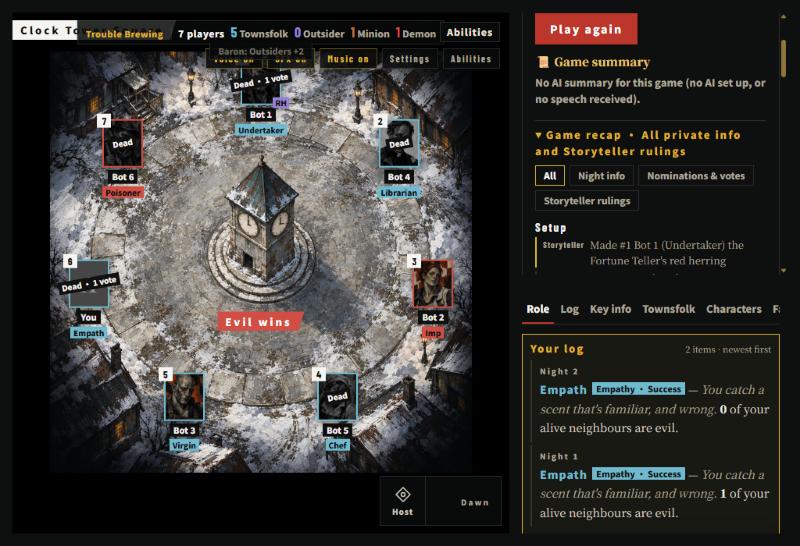 Clock To
Trouble Brewing
7 players 5 Townsfolk 0 Outsider 1 Minion 1 Demon
Abilities
Baron: Outsiders +2
Music on
Settings
Abilities
Dead • 1 vote
RH
Bot 1
Undertaker
7
Dead
Bot 6
Poisoner
2
Dead
Bot 4
Librarian
6
Dead • 1 vote
You
Empath
3
Bot 2
Imp
Evil wins
5
Bot 3
Virgin
4
Dead
Bot 5
Chef
Host
Dawn
Play again
Game summary
No AI summary for this game (no AI set up, or
no speech received).
▾ Game recap • All private info
and Storyteller rulings
All
Night info
Nominations & votes
Storyteller rulings
Setup
Storyteller Made #1 Bot 1 (Undertaker) the
Fortune Teller's red herring
Role Log Key info Townsfolk Characters
Your log
2 items · newest first
Night 2
Empath Empathy • Success — You catch a
scent that's familiar, and wrong. 0 of your
alive neighbours are evil.
Night 1
Empath Empathy • Success — You catch a
scent that's familiar, and wrong. 1 of your
alive neighbours are evil.